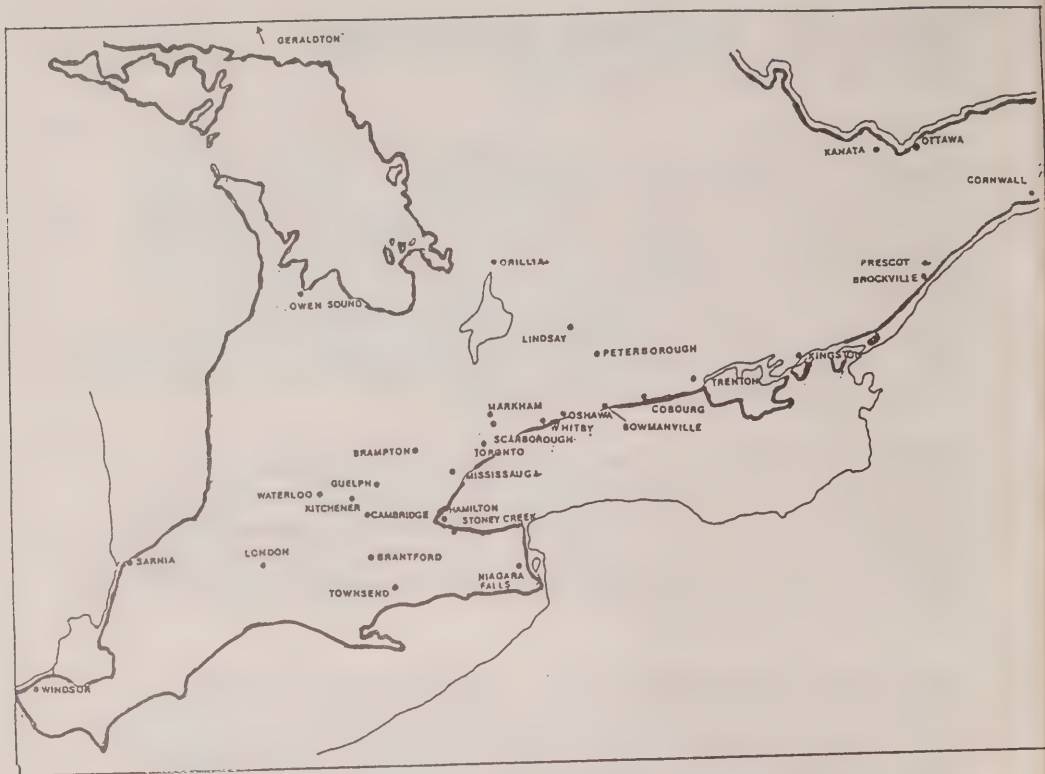 GERALDTON
KANATA
OTTAWA
CORNWALL
ORILLIA
PRESCOT
BROCKVILLE
OWEN SOUND
LINDSAY
PETERBOROUGH
KINGSTON
TRENTON
MARKHAM
OSHAWA
COBOURG
WHITBY
BOWMANVILLE
SCARBOROUGH
TORONTO
BRAMPTON
MISSISSAUGA
GUELPH
WATERLOO
KITCHENER
CAMBRIDGE
HAMILTON
STONEY CREEK
SARNIA
LONDON
BRANTFORD
NIAGARA
FALLS
TOWNSEND
WINDSOR